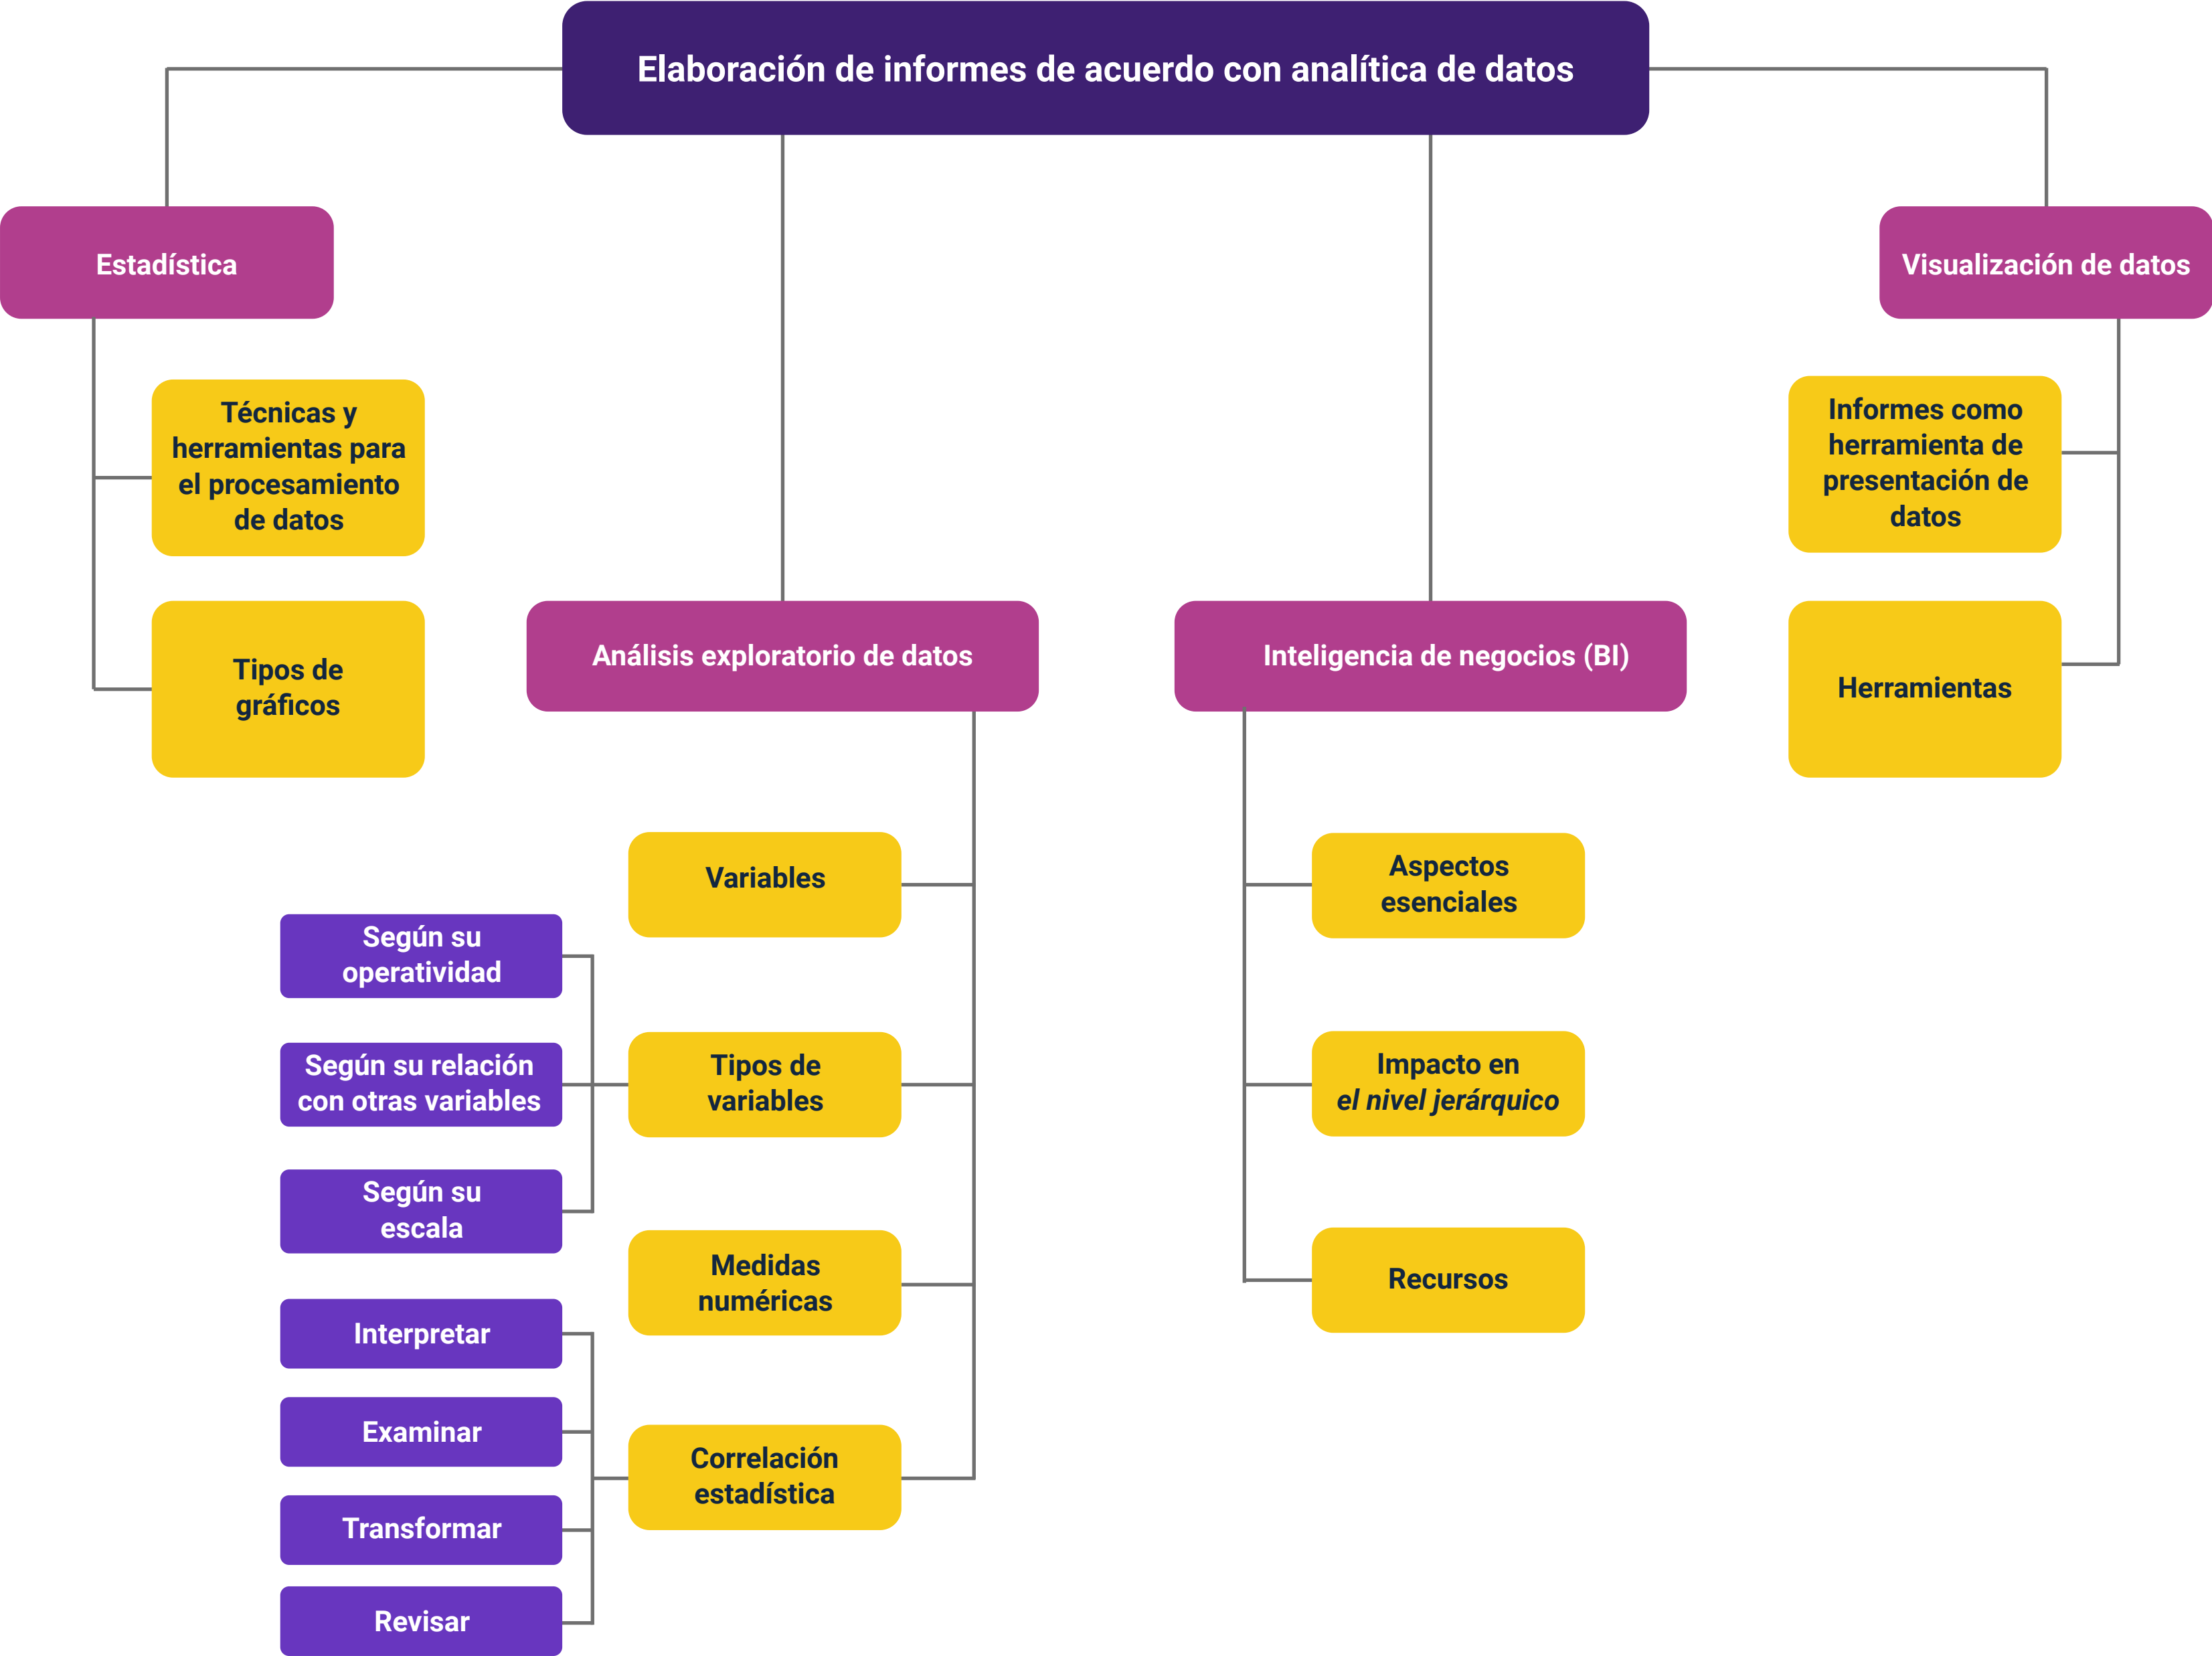 Elaboración de informes de acuerdo con analítica de datos
Estadística
Técnicas y
herramientas para
el procesamiento
de datos
Tipos de
gráficos
Análisis exploratorio de datos
Variables
Tipos de
variables
Según su
operatividad
Según su relación
con otras variables
Según su
escala
Medidas
numéricas
Correlación
estadística
Interpretar
Examinar
Transformar
Revisar
Inteligencia de negocios (BI)
Aspectos
esenciales
Impacto en
el nivel jerárquico
Recursos
Visualización de datos
Informes como
herramienta de
presentación de
datos
Herramientas